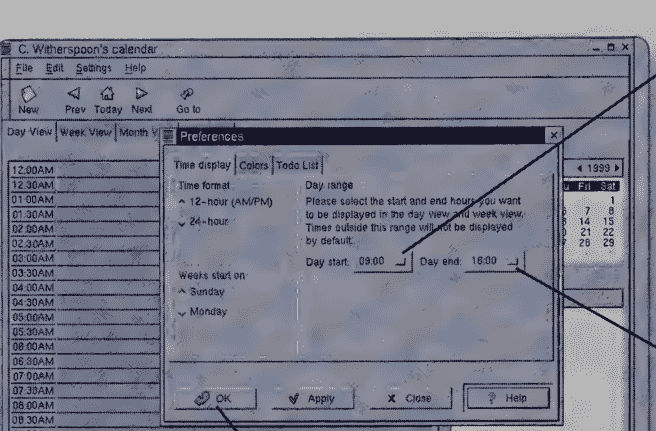 C. Witherspoon's calendar
File Edit Settings Help
New Prev Today Next Go to
Day View Week View Month V
Preferences
Time display Colors Todo List
Time format
12-hour (AM/PM)
24-hour
Weeks start on
Sunday
Monday
Day range
Please select the start and end hours you want
to be displayed in the day view and week view.
Times outside this range will not be displayed
by default.
Day start: 09:00 Day end: 16:00
OK Apply Close Help
12:00AM
12:30AM
01:00AM
01:30AM
02:00AM
02:30AM
03:00AM
03:30AM
04:00AM
04:30AM
05:00AM
05:30AM
06:00AM
06:30AM
07:00AM
07:30AM
08:00AM
08:30AM
1999
Fri Sat
1
7 8
14 15
21 22
28 29